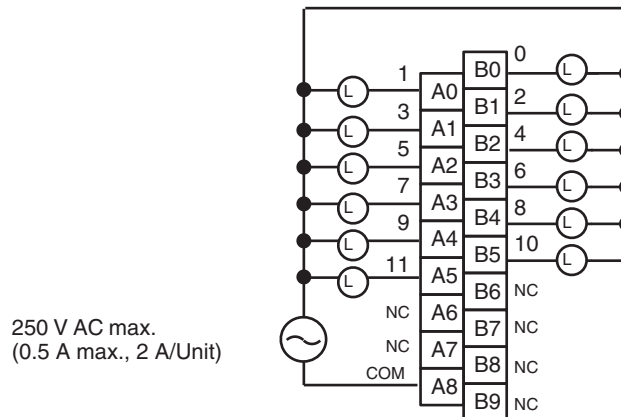 0
B0
L
1
L
A0
2
B1
L
3
L
A1
4
B2
L
5
L
A2
6
B3
L
7
L
A3
8
B4
L
9
L
A4
10
B5
L
11
L
A5
B6
NC
NC
A6
B7
NC
NC
A7
B8
NC
COM
A8
B9
NC
250 V AC max.
(0.5 A max., 2 A/Unit)